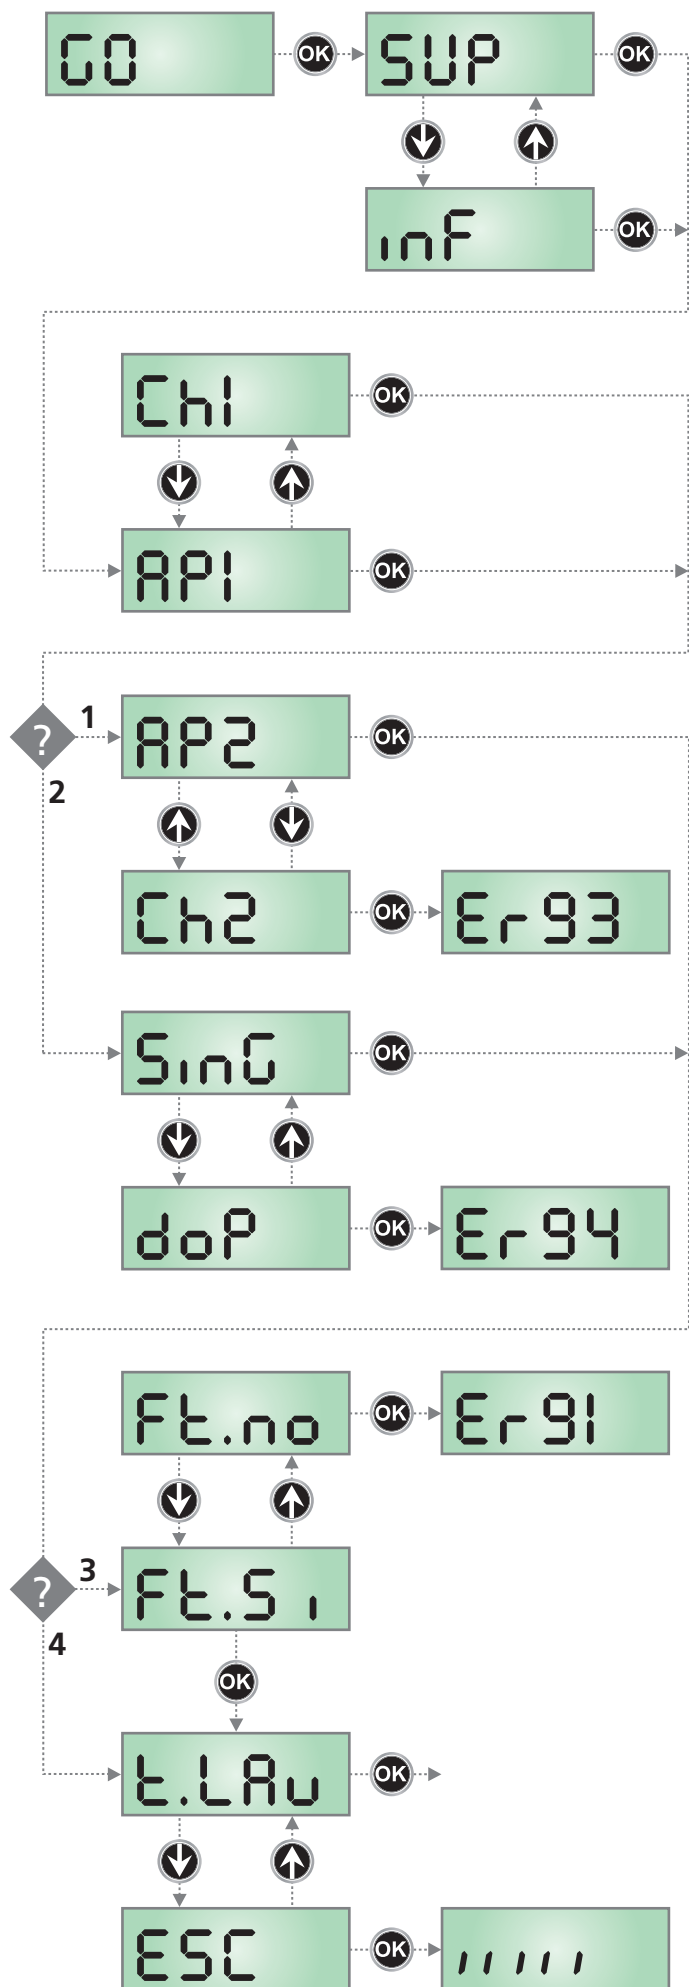 GO OK SUP OK
inF OK
Ch1 OK
AP1 OK
? 1 AP2 OK
2
Ch2 OK Er93
SinG OK
doP OK Er94
Ft.no OK Er91
? 3 Ft.Si
4
OK
t.LAv OK
ESC OK